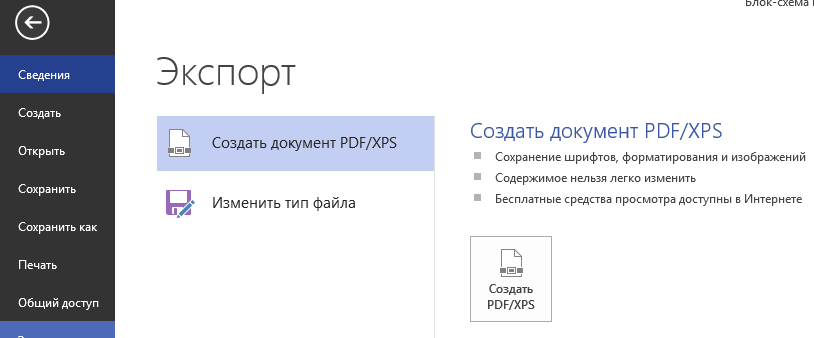 Блок-схема
Экспорт
Сведения
Создать
Открыть
Сохранить
Сохранить как
Печать
Общий доступ
Создать документ PDF/XPS
Изменить тип файла
Создать документ PDF/XPS
Сохранение шрифтов, форматирования и изображений
Содержимое нельзя легко изменить
Бесплатные средства просмотра доступны в Интернете
Создать
PDF/XPS